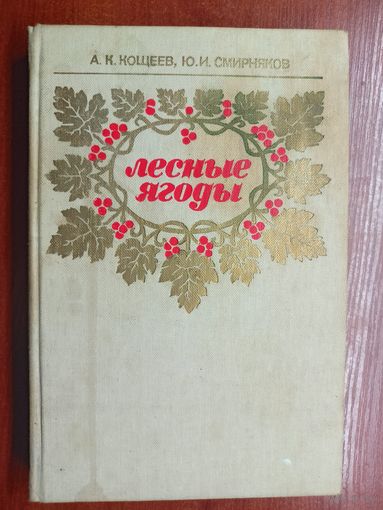 А. К. КОЩЕЕВ, Ю. И. СМИРНЯКОВ
лесные
ягоды